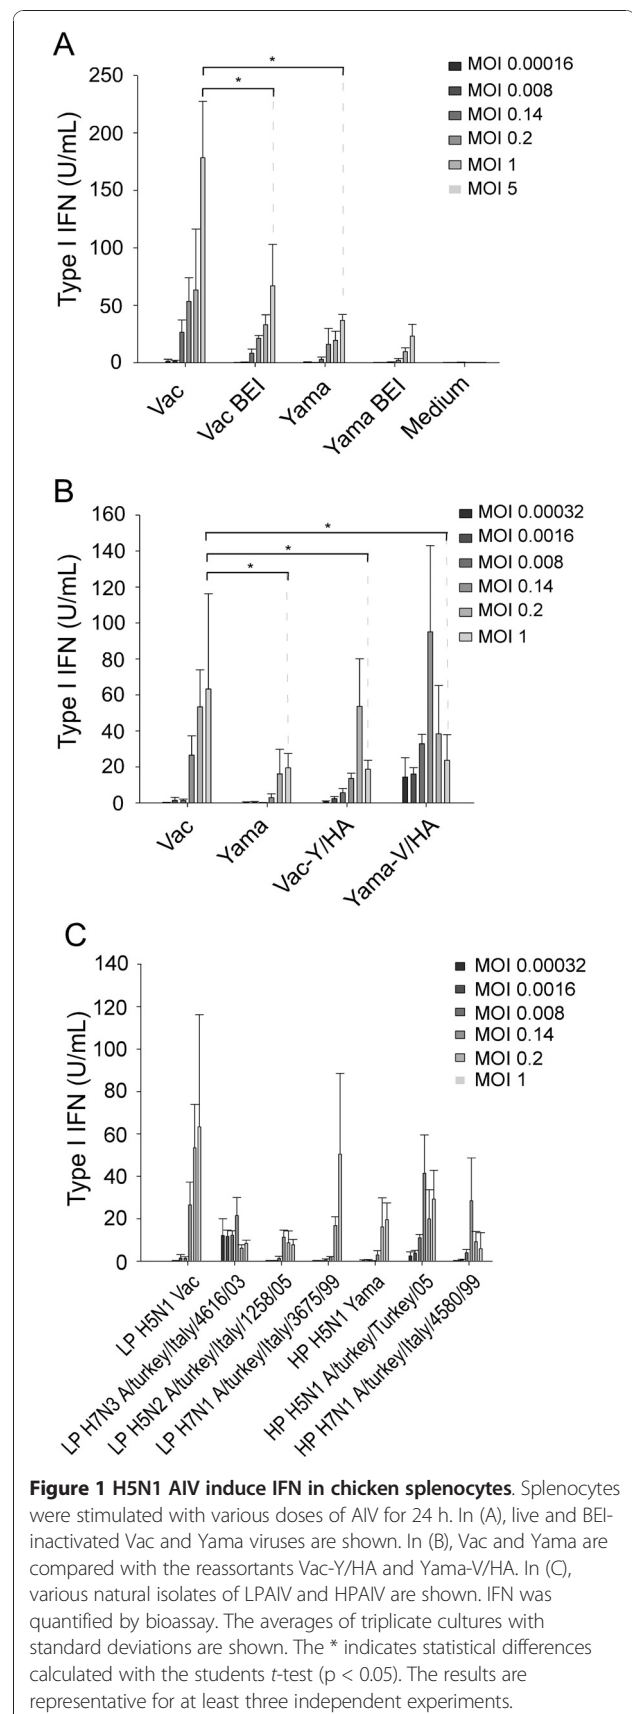 A
Type I IFN (U/mL)
250
200
150
100
50
0
MOI 0.00016
MOI 0.008
MOI 0.14
MOI 0.2
MOI 1
MOI 5
*
*
Vac
Vac BEI
Yama
Yama BEI
Medium
B
Type I IFN (U/mL)
160
140
120
100
80
60
40
20
0
MOI 0.00032
MOI 0.0016
MOI 0.008
MOI 0.14
MOI 0.2
MOI 1
*
*
*
Vac
Yama
Vac-Y/HA
Yama-V/HA
C
Type I IFN (U/mL)
140
120
100
80
60
40
20
0
MOI 0.00032
MOI 0.0016
MOI 0.008
MOI 0.14
MOI 0.2
MOI 1
LP H5N1 Vac
LP H7N3 A/turkey/Italy/4616/03
LP H5N2 A/turkey/Italy/1258/05
LP H7N1 A/turkey/Italy/3675/99
HP H5N1 Yama
HP H5N1 A/turkey/Turkey/05
HP H7N1 A/turkey/Italy/4580/99
Figure 1 H5N1 AIV induce IFN in chicken splenocytes. Splenocytes
were stimulated with various doses of AIV for 24 h. In (A), live and BEI-
inactivated Vac and Yama viruses are shown. In (B), Vac and Yama are
compared with the reassortants Vac-Y/HA and Yama-V/HA. In (C),
various natural isolates of LPAIV and HPAIV are shown. IFN was
quantified by bioassay. The averages of triplicate cultures with
standard deviations are shown. The * indicates statistical differences
calculated with the students t-test (p < 0.05). The results are
representative for at least three independent experiments.